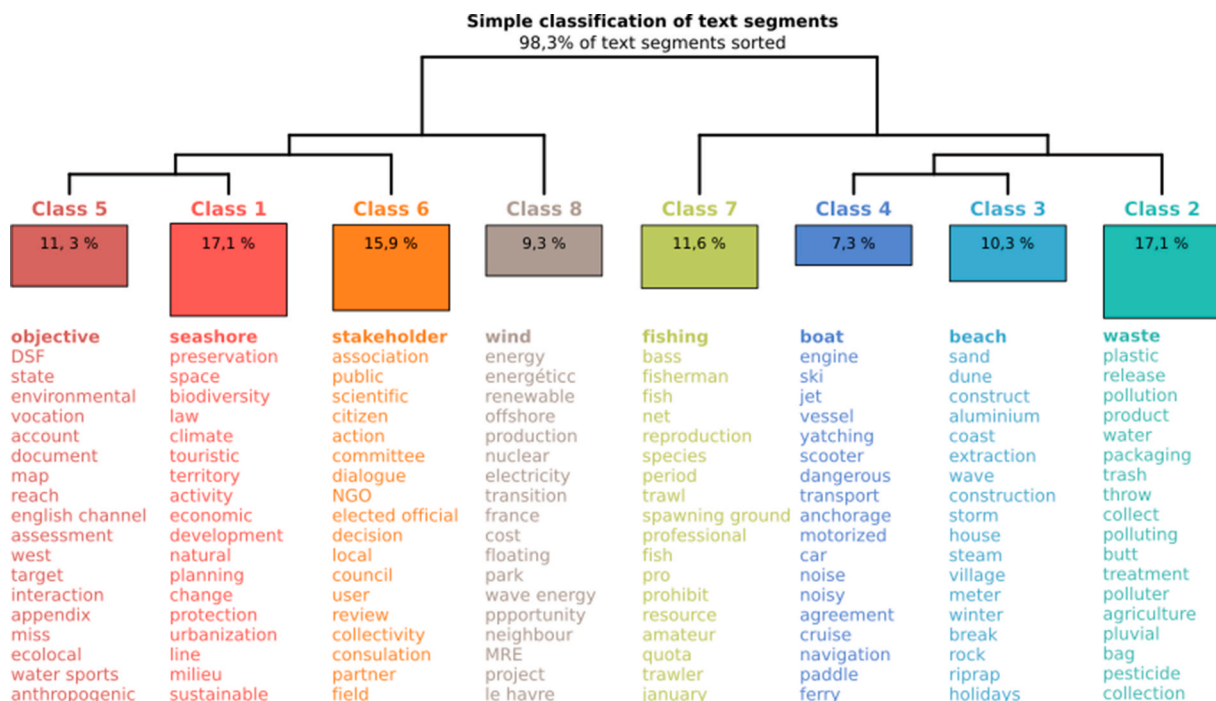 Simple classification of text segments
98,3% of text segments sorted
Class 5 Class 1 Class 6 Class 8 Class 7 Class 4 Class 3 Class 2
11, 3 % 17,1 % 15,9 % 9,3 % 11,6 % 7,3 % 10,3 % 17,1 %
objective seashore stakeholder wind fishing boat beach waste
DSF preservation association energy bass engine sand plastic
state space public energéticc fisherman ski dune release
environmental biodiversity scientific renewable fish jet construct pollution
vocation law citizen offshore net vessel aluminium product
account climate action production reproduction yatching coast water
document touristic committee nuclear species scooter extraction packaging
map territory dialogue electricity period dangerous wave trash
reach activity NGO transition trawl transport construction throw
english channel economic elected official france spawning ground anchorage storm collect
assessment development decision cost professional motorized house polluting
west natural local floating fish car steam butt
target planning council park pro noise village treatment
interaction change user wave energy prohibit noisy meter polluter
appendix protection review ppportunity resource agreement winter agriculture
miss urbanization collectivity neighbour amateur cruise break pluvial
ecolocal line consulation MRE quota navigation rock bag
water sports milieu partner project trawler paddle riprap pesticide
anthropogenic sustainable field le havre january ferry holidays collection